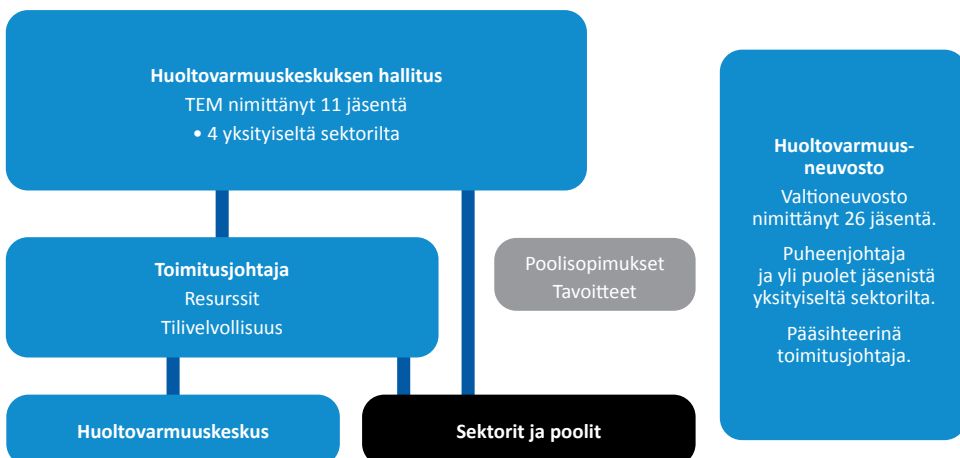 Huoltovarmuuskeskuksen hallitus
TEM nimittänyt 11 jäsentä
• 4 yksityiseltä sektorilta
Toimitusjohtaja
Resurssit
Tilivelvollisuus
Poolisopimukset
Tavoitteet
Huoltovarmuuskeskus
Sektorit ja poolit
Huoltovarmuus-
neuvosto
Valtioneuvosto
nimittänyt 26 jäsentä.
Puheenjohtaja
ja yli puolet jäsenistä
yksityiseltä sektorilta.
Pääsihteerinä
toimitusjohtaja.